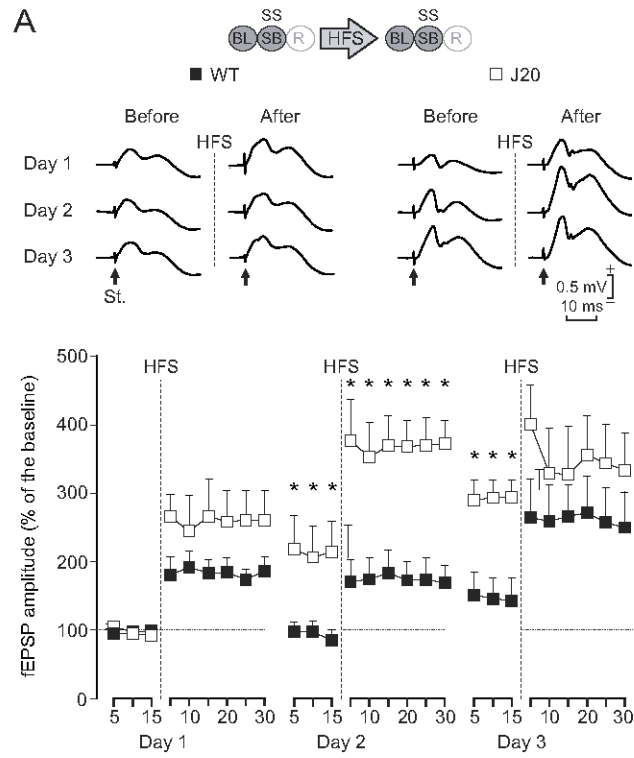 A
SS
SS
BL SB R HFS BL SB R
WT
J20
Before HFS After
Before HFS After
Day 1
Day 2
Day 3
St.
+
0.5 mV
−
10 ms
fEPSP amplitude (% of the baseline)
500
400
300
200
100
0
HFS
HFS
HFS
* * *
* * * * * *
* * *
5 15 5 10 20 30 5 15 5 10 20 30 5 15 5 10 20 30
Day 1 Day 2 Day 3